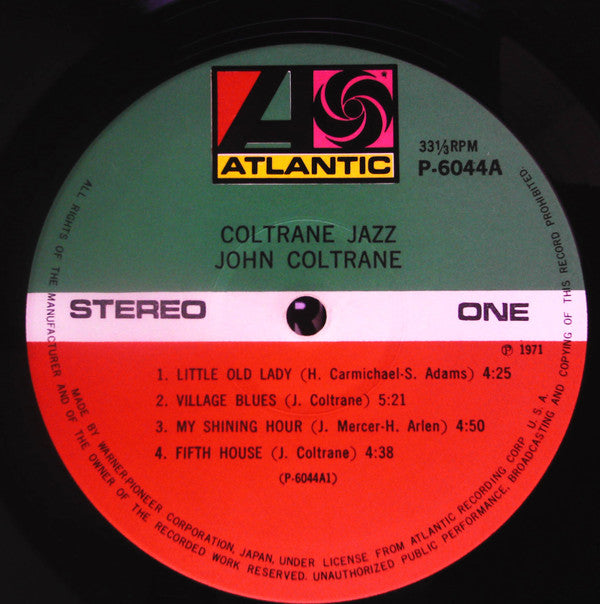 ATLANTIC
33⅓RPM
P-6044A
COLTRANE JAZZ
JOHN COLTRANE
STEREO
ONE
Ⓟ 1971
1. LITTLE OLD LADY (H. Carmichael-S. Adams) 4:25
2. VILLAGE BLUES (J. Coltrane) 5:21
3. MY SHINING HOUR (J. Mercer-H. Arlen) 4:50
4. FIFTH HOUSE (J. Coltrane) 4:38
(P-6044A1)
MADE BY WARNER-PIONEER CORPORATION, JAPAN, UNDER LICENSE FROM ATLANTIC RECORDING CORP. U.S.A.
ALL RIGHTS OF THE MANUFACTURER AND OF THE OWNER OF THE RECORDED WORK RESERVED. UNAUTHORIZED PUBLIC PERFORMANCE, BROADCASTING AND COPYING OF THIS RECORD PROHIBITED.